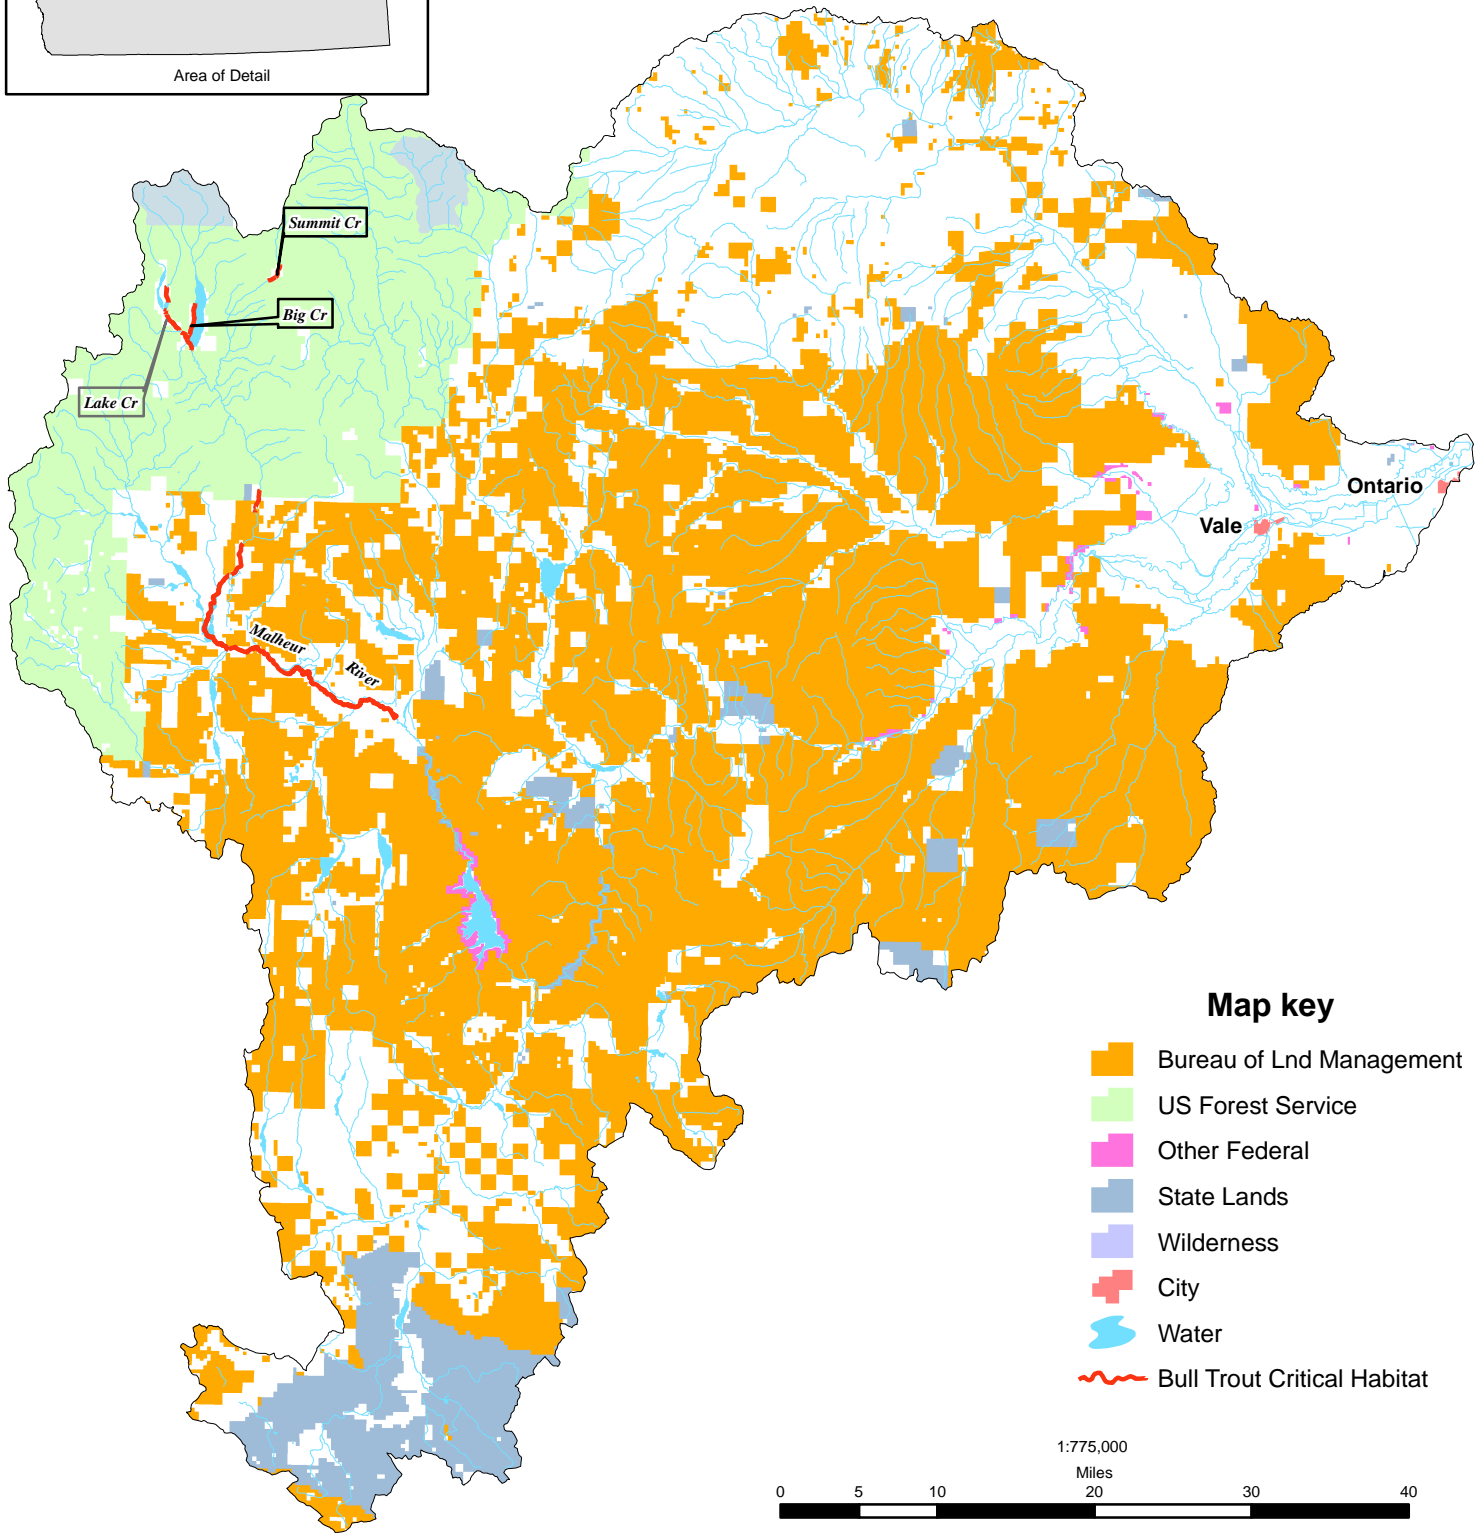 Area of Detail
Summit Cr
Big Cr
Lake Cr
Ontario
Vale
Malheur
River
Map key
Bureau of Lnd Management
US Forest Service
Other Federal
State Lands
Wilderness
City
Water
Bull Trout Critical Habitat
1:775,000
Miles
0 5 10 20 30 40